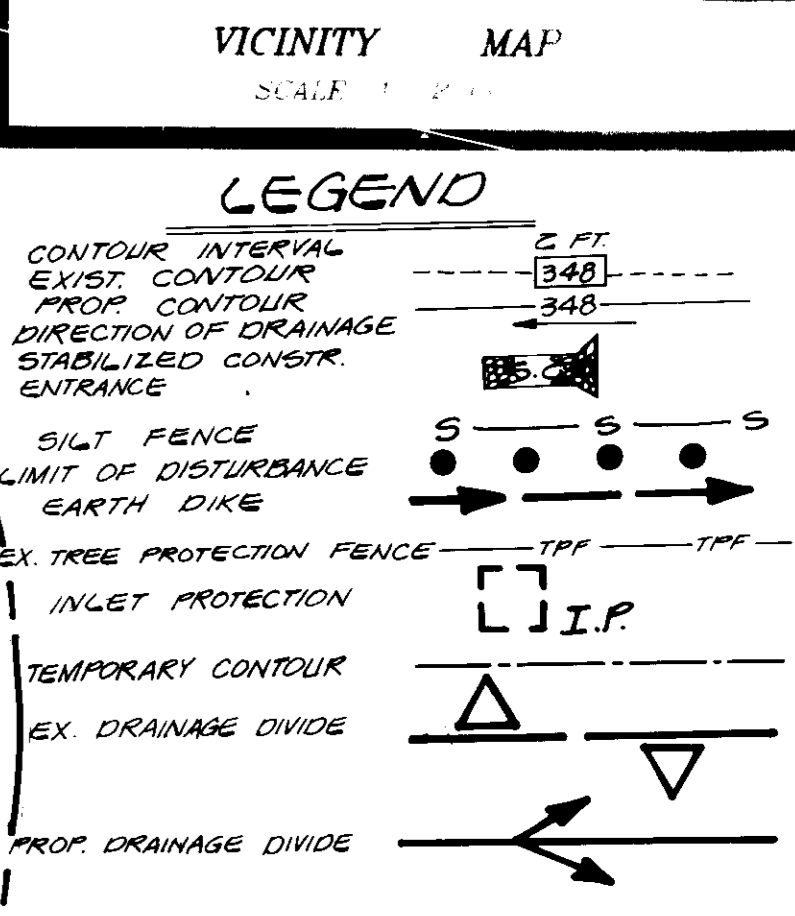 VICINITY MAP
SCALE
LEGEND
CONTOUR INTERVAL 2 FT.
EXIST. CONTOUR 348
PROP. CONTOUR 348
DIRECTION OF DRAINAGE
STABILIZED CONSTR.
ENTRANCE
SILT FENCE S S S
LIMIT OF DISTURBANCE
EARTH DIKE
EX. TREE PROTECTION FENCE TPF TPF
INLET PROTECTION I.P.
TEMPORARY CONTOUR
EX. DRAINAGE DIVIDE
PROP. DRAINAGE DIVIDE